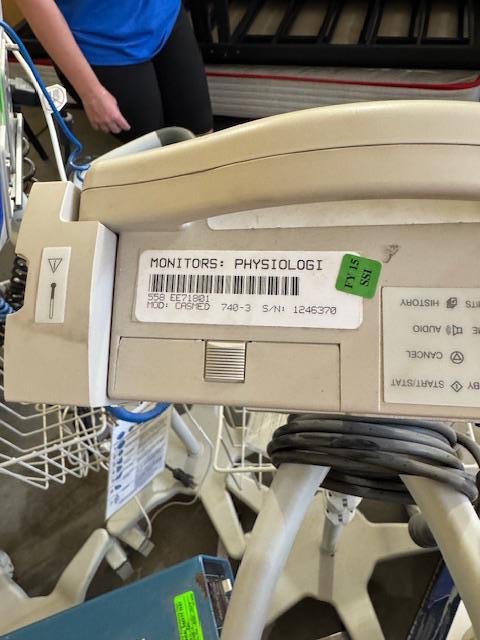 MONITORS: PHYSIOLOGI
558 EE71801
MOD: CASMED 740-3 S/N: 1246370
FY 15
SSI
HISTORY
AUDIO
CANCEL
START/STAT